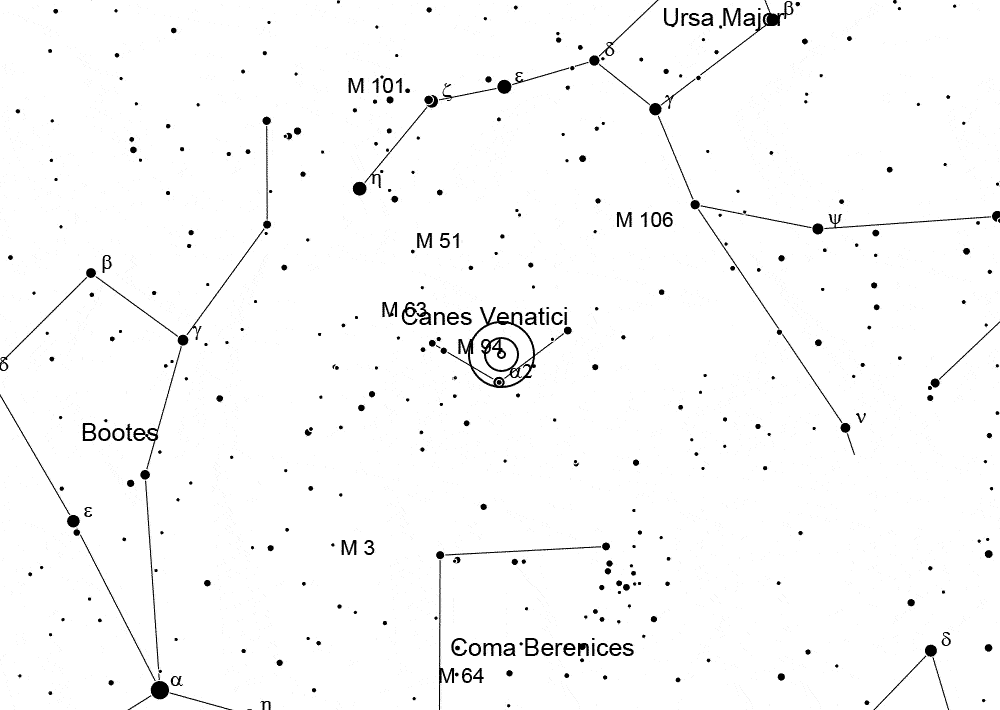 Ursa Major
β
δ
ε
M 101
ζ
γ
η
M 106
ψ
M 51
β
M 63
Canes Venatici
γ
M 94
δ
α2
ν
Bootes
ε
M 3
δ
Coma Berenices
M 64
α
η